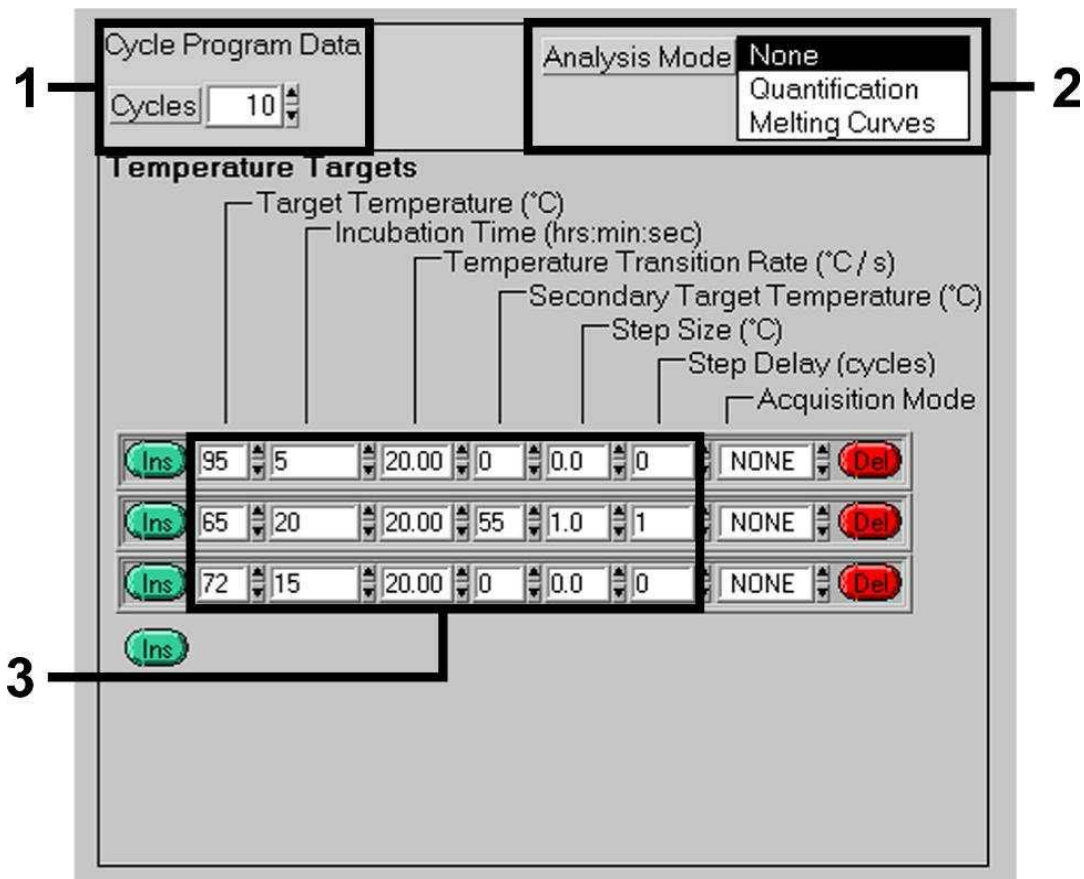 Cycle Program Data
Cycles 10
1
Analysis Mode None
Quantification
Melting Curves
2
Temperature Targets
Target Temperature (°C)
Incubation Time (hrs:min:sec)
Temperature Transition Rate (°C / s)
Secondary Target Temperature (°C)
Step Size (°C)
Step Delay (cycles)
Acquisition Mode
Ins 95 5 20.00 0 0.0 0 NONE Del
Ins 65 20 20.00 55 1.0 1 NONE Del
Ins 72 15 20.00 0 0.0 0 NONE Del
Ins
3